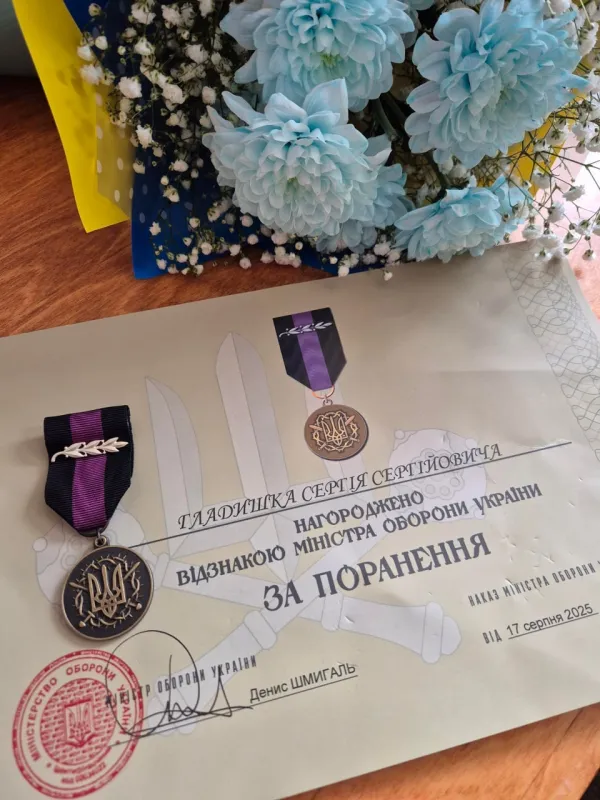 ГЛАДИШКА СЕРГІЯ СЕРГІЙОВИЧА
НАГОРОДЖЕНО
ВІДЗНАКОЮ МІНІСТРА ОБОРОНИ УКРАЇНИ
ЗА ПОРАНЕННЯ
НАКАЗ МІНІСТРА ОБОРОНИ
ВІД 17 серпня 2025
МІНІСТР ОБОРОНИ УКРАЇНИ
Денис ШМИГАЛЬ
МІНІСТЕРСТВО ОБОРОНИ УКРАЇНИ